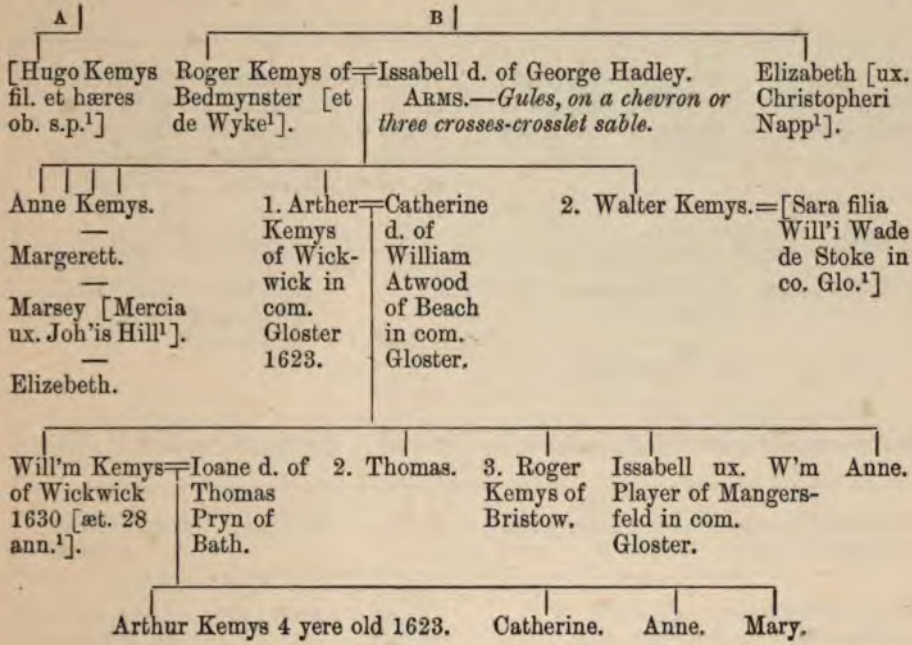 A
B
[Hugo Kemys
fil. et hæres
ob. s.p.¹]
Roger Kemys of
Bedmynster [et
de Wyke¹].
Issabell d. of George Hadley.
ARMS.—Gules, on a chevron or
three crosses-crosslet sable.
Elizabeth [ux.
Christopheri
Napp¹].
Anne Kemys.
—
Margerett.
—
Marsey [Mercia
ux. Joh'is Hill¹].
—
Elizebeth.
1. Arther
Kemys
of Wick-
wick in
com.
Gloster
1623.
Catherine
d. of
William
Atwood
of Beach
in com.
Gloster.
2. Walter Kemys.=[Sara filia
Will'i Wade
de Stoke in
co. Glo.¹]
Will'm Kemys
of Wickwick
1630 [æt. 28
ann.¹].
Ioane d. of
Thomas
Pryn of
Bath.
2. Thomas.
3. Roger
Kemys of
Bristow.
Issabell ux. W'm
Player of Mangers-
feld in com.
Gloster.
Anne.
Arthur Kemys 4 yere old 1623.
Catherine.
Anne.
Mary.